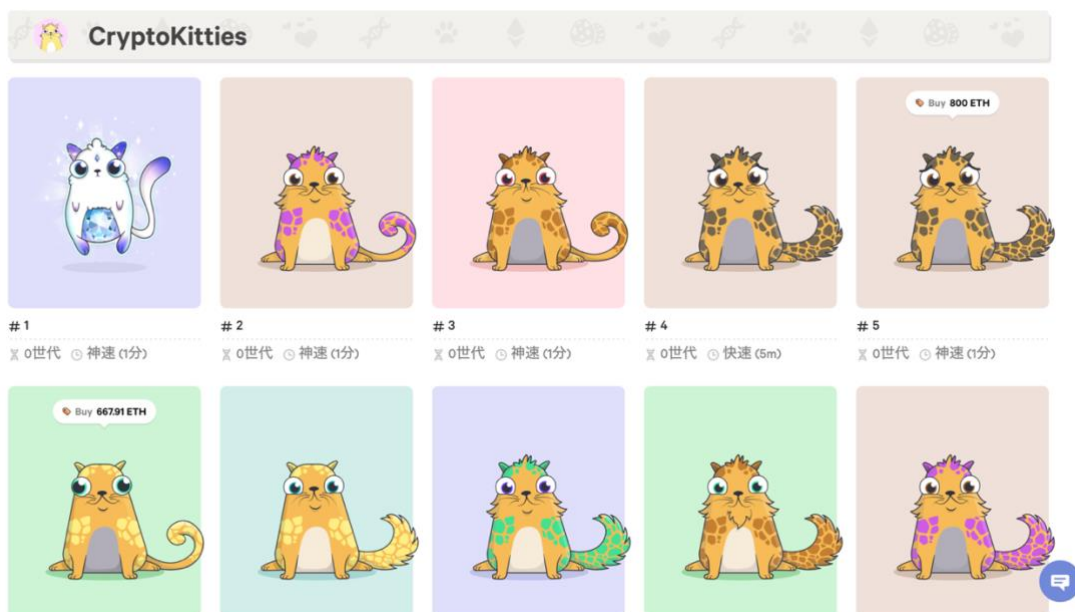 CryptoKitties
Buy 800 ETH
# 1
# 2
# 3
# 4
# 5
0世代 神速 (1分)
0世代 神速 (1分)
0世代 神速 (1分)
0世代 快速 (5m)
0世代 神速 (1分)
Buy 667.91 ETH